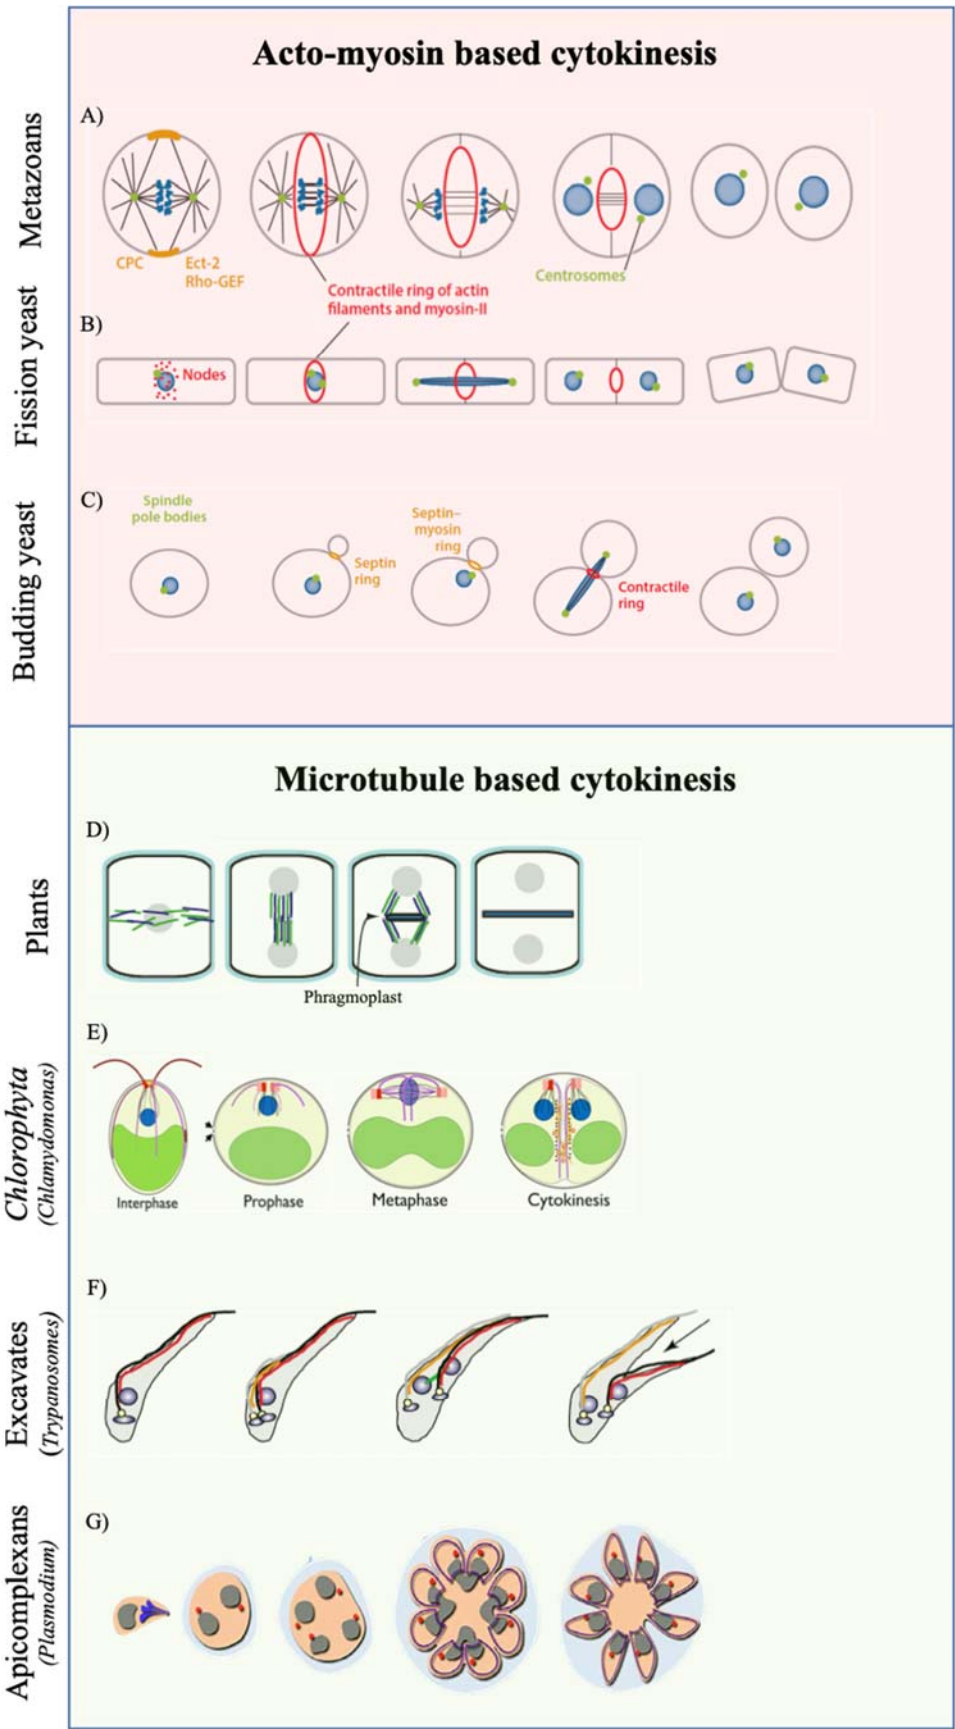 Acto-myosin based cytokinesis
Metazoans
A)
CPC
Ect-2
Rho-GEF
Centrosomes
Contractile ring of actin
filaments and myosin-II
Fission yeast
B)
Nodes
Budding yeast
C)
Spindle
pole bodies
Septin
ring
Septin–
myosin
ring
Contractile
ring
Microtubule based cytokinesis
Plants
D)
Phragmoplast
Chlorophyta
(Chlamydomonas)
E)
Interphase
Prophase
Metaphase
Cytokinesis
Excavates
(Trypanosomes)
F)
Apicomplexans
(Plasmodium)
G)